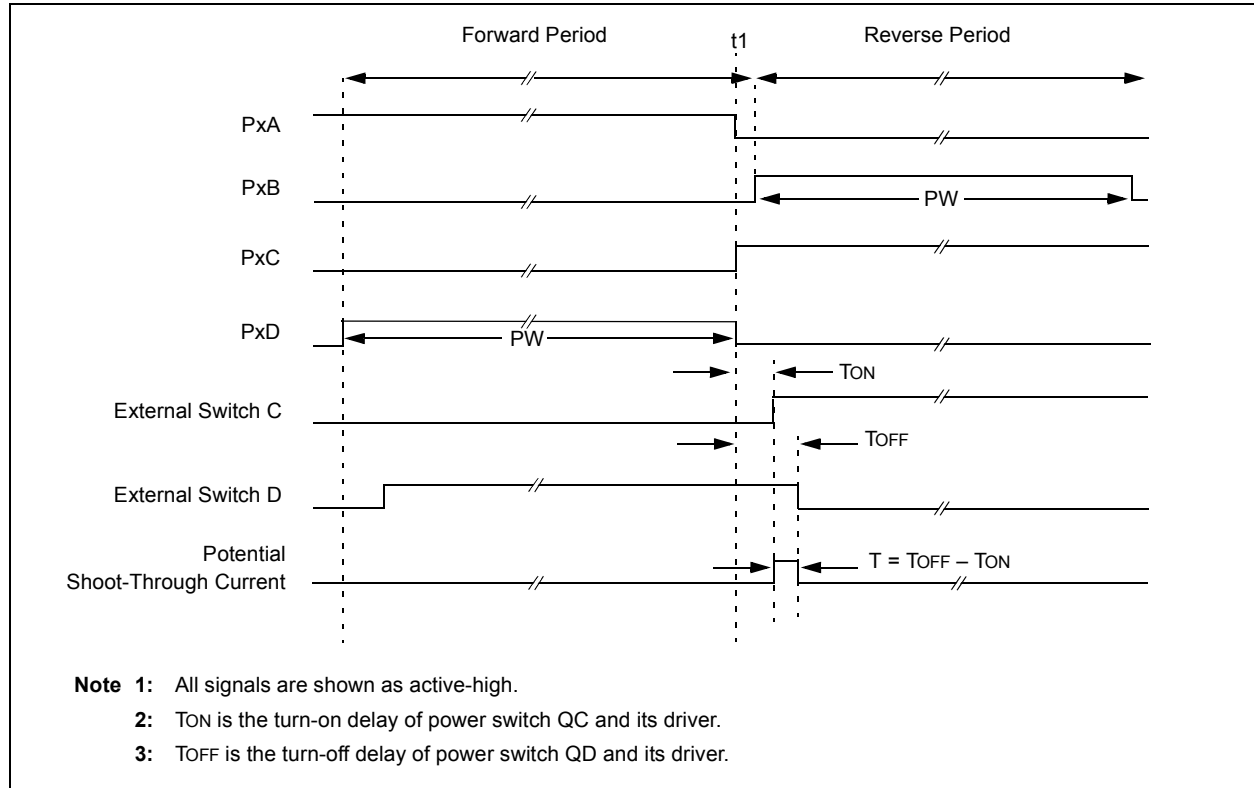 Forward Period
t1
Reverse Period
PxA
PxB
PW
PxC
PxD
PW
TON
External Switch C
TOFF
External Switch D
Potential
Shoot-Through Current
T = TOFF – TON
Note 1: All signals are shown as active-high.
2: TON is the turn-on delay of power switch QC and its driver.
3: TOFF is the turn-off delay of power switch QD and its driver.